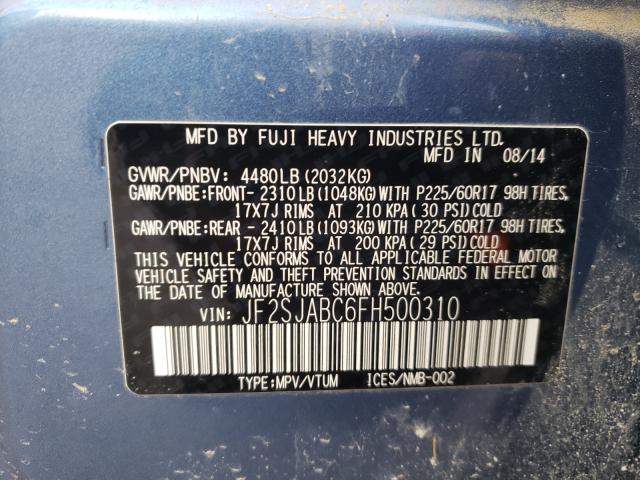 MFD BY FUJI HEAVY INDUSTRIES LTD.
MFD IN 08/14
GVWR/PNBV: 4480LB(2032KG)
GAWR/PNBE:FRONT- 2310LB(1048KG)WITH P225/60R17 98H TIRES,
17X7J RIMS AT 210 KPA(30 PSI)COLD
GAWR/PNBE:REAR - 2410LB(1093KG)WITH P225/60R17 98H TIRES,
17X7J RIMS AT 200 KPA(29 PSI)COLD
THIS VEHICLE CONFORMS TO ALL APPLICABLE FEDERAL MOTOR
VEHICLE SAFETY AND THEFT PREVENTION STANDARDS IN EFFECT ON
THE DATE OF MANUFACTURE SHOWN ABOVE.
VIN: JF2SJABC6FH500310
TYPE:MPV/VTUM ICES/NMB-002